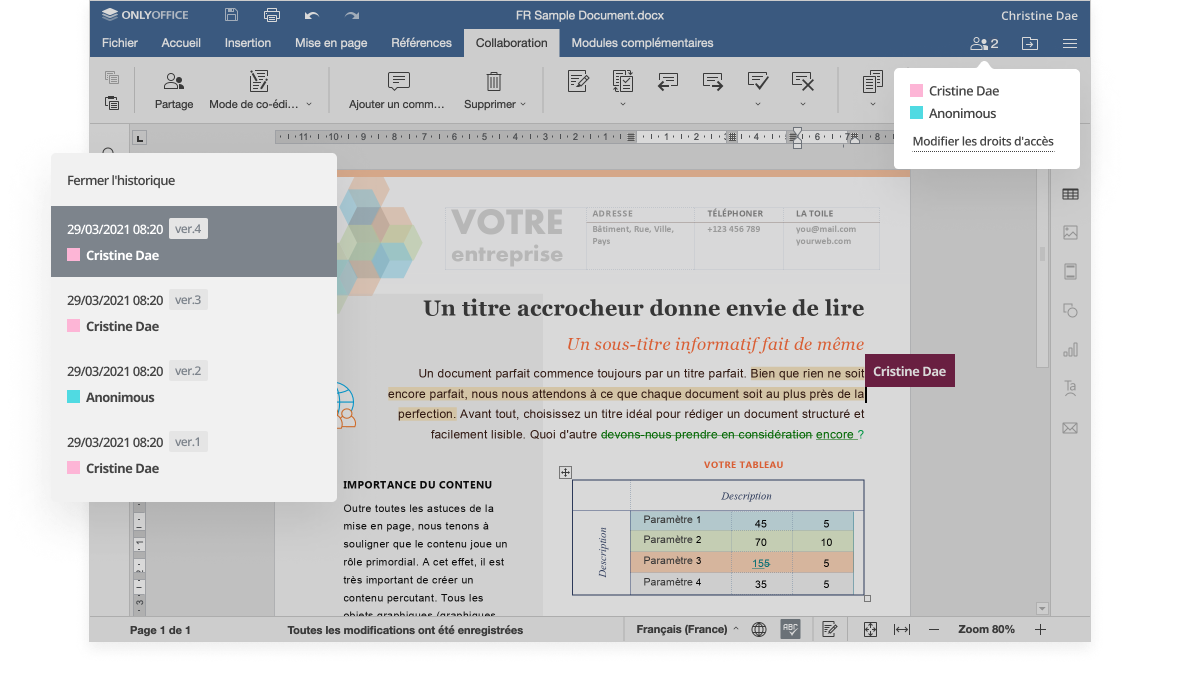 ONLYOFFICE
FR Sample Document.docx
Christine Dae
Fichier Accueil Insertion Mise en page Références Collaboration Modules complémentaires
2
Partage Mode de co-édi... Ajouter un comm... Supprimer
Cristine Dae
Anonimous
Modifier les droits d'accès
Fermer l'historique
29/03/2021 08:20 ver.4
Cristine Dae
29/03/2021 08:20 ver.3
Cristine Dae
29/03/2021 08:20 ver.2
Anonimous
29/03/2021 08:20 ver.1
Cristine Dae
VOTRE
entreprise
ADRESSE
Bâtiment, Rue, Ville,
Pays
TÉLÉPHONER
+123 456 789
LA TOILE
you@mail.com
yourweb.com
Un titre accrocheur donne envie de lire
Un sous-titre informatif fait de même
Un document parfait commence toujours par un titre parfait. Bien que rien ne soit
encore parfait, nous nous attendons à ce que chaque document soit au plus près de la
perfection. Avant tout, choisissez un titre idéal pour rédiger un document structuré et
facilement lisible. Quoi d'autre devons-nous prendre en considération encore ?
Cristine Dae
IMPORTANCE DU CONTENU
Outre toutes les astuces de la
mise en page, nous tenons à
souligner que le contenu joue un
rôle primordial. A cet effet, il est
très important de créer un
contenu percutant. Tous les
objets graphiques (graphiques,
VOTRE TABLEAU
Description
Description
Paramètre 1 45 5
Paramètre 2 70 10
Paramètre 3 155 5
Paramètre 4 35 5
Page 1 de 1
Toutes les modifications ont été enregistrées
Français (France)
ABC
Zoom 80%